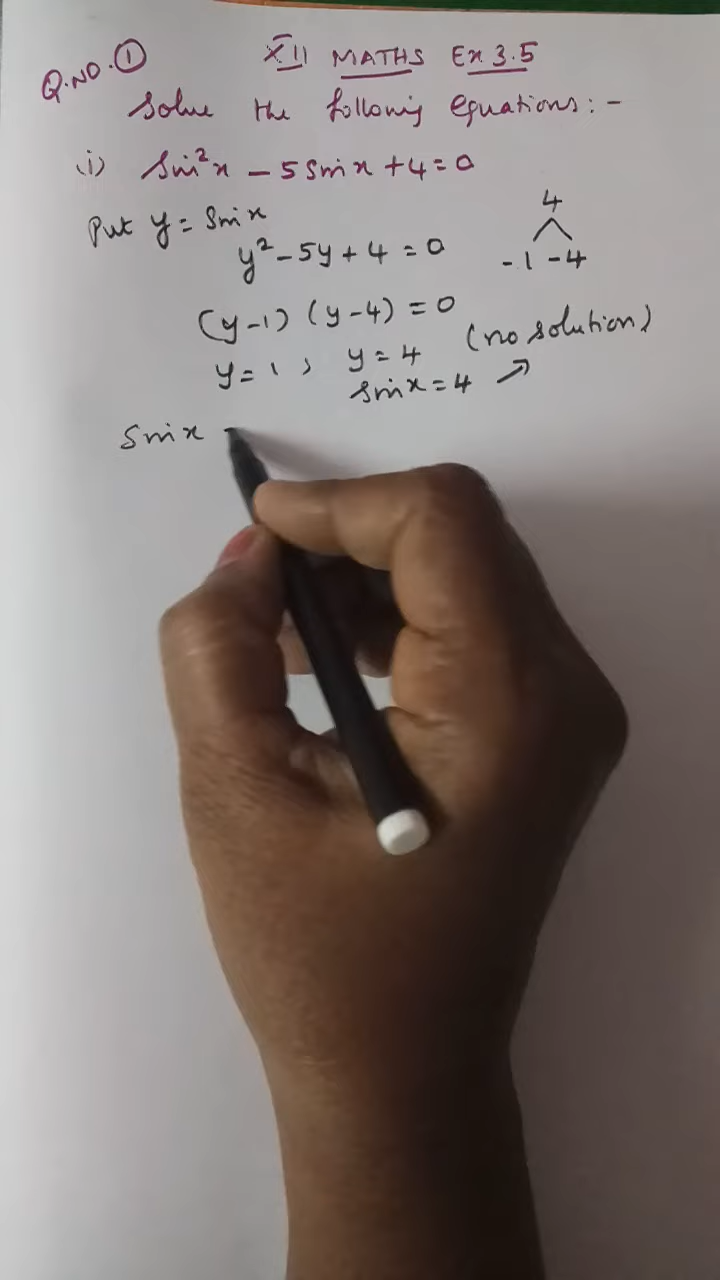 XII MATHS Ex 3.5
Q.NO. ①
Solve the following equations: -
(i) sin²x - 5 sin x + 4 = 0
Put y = sin x
4
y² - 5y + 4 = 0
-1 -4
(y-1) (y-4) = 0
y = 1, y = 4 (no solution)
sin x = 4 ↗
sin x -